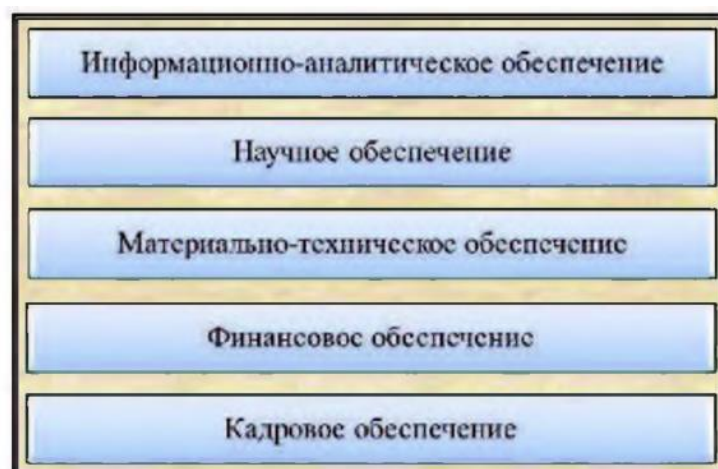 Информационно-аналитическое обеспечение
Научное обеспечение
Материально-техническое обеспечение
Финансовое обеспечение
Кадровое обеспечение